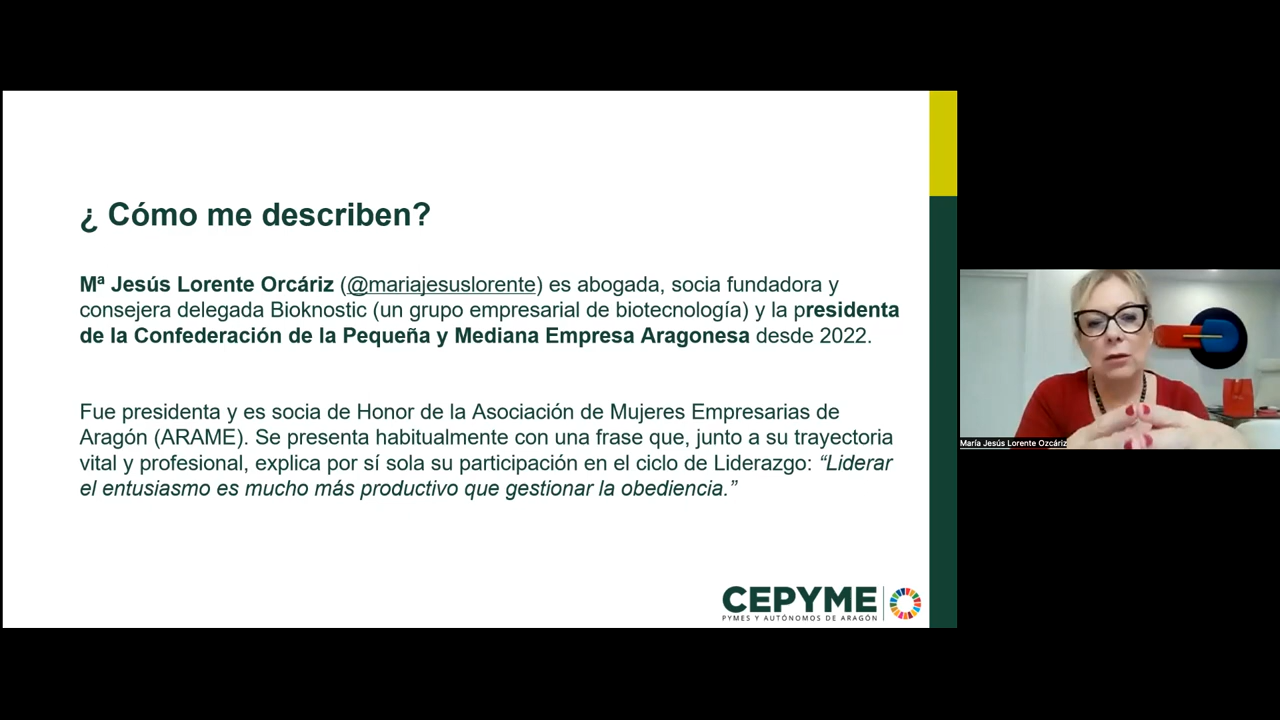 ¿ Cómo me describen?
Mª Jesús Lorente Orcáriz (@mariajesuslorente) es abogada, socia fundadora y
consejera delegada Bioknostic (un grupo empresarial de biotecnología) y la presidenta
de la Confederación de la Pequeña y Mediana Empresa Aragonesa desde 2022.
Fue presidenta y es socia de Honor de la Asociación de Mujeres Empresarias de
Aragón (ARAME). Se presenta habitualmente con una frase que, junto a su trayectoria
vital y profesional, explica por sí sola su participación en el ciclo de Liderazgo: “Liderar
el entusiasmo es mucho más productivo que gestionar la obediencia.”
CEPYME
PYMES Y AUTÓNOMOS DE ARAGÓN
María Jesús Lorente Ozcáriz